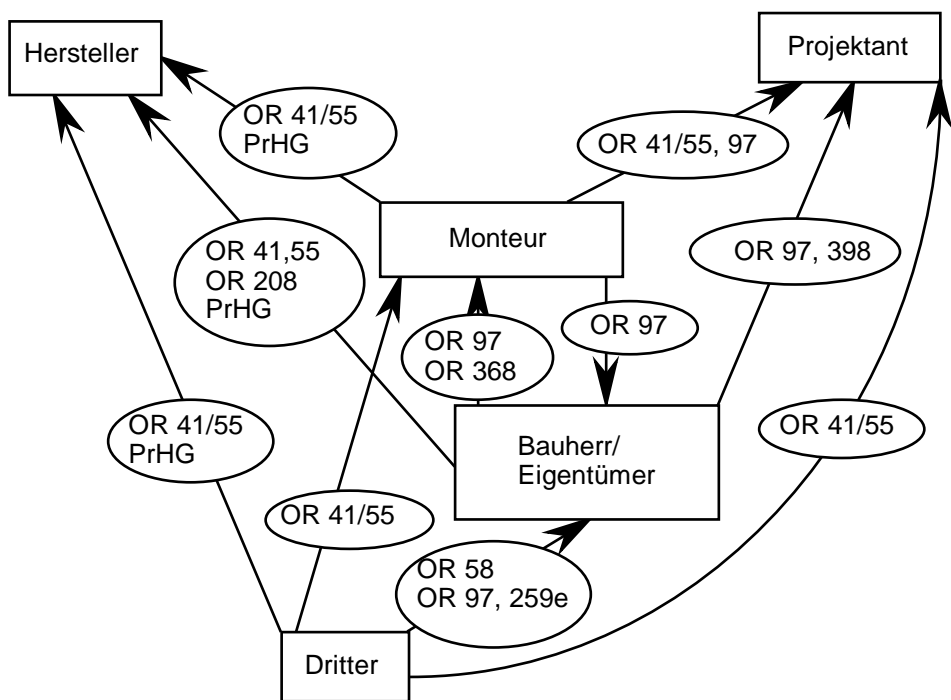 Hersteller
Projektant
OR 41/55
PrHG
OR 41/55, 97
Monteur
OR 41,55
OR 208
PrHG
OR 97, 398
OR 97
OR 368
OR 97
OR 41/55
PrHG
Bauherr/
Eigentümer
OR 41/55
OR 41/55
OR 58
OR 97, 259e
Dritter